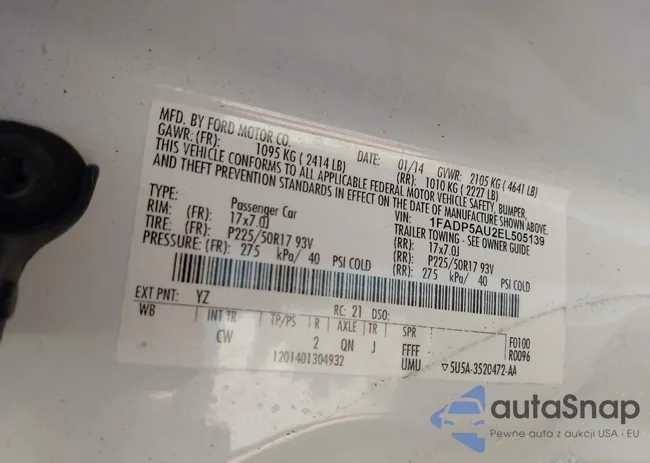 MFD. BY FORD MOTOR CO.
DATE: 01/14 GVWR: 2105 KG ( 4641 LB)
GAWR: (FR): 1095 KG ( 2414 LB) (RR): 1010 KG ( 2227 LB)
THIS VEHICLE CONFORMS TO ALL APPLICABLE FEDERAL MOTOR VEHICLE SAFETY, BUMPER,
AND THEFT PREVENTION STANDARDS IN EFFECT ON THE DATE OF MANUFACTURE SHOWN ABOVE.
VIN: 1FADP5AU2EL505139
TYPE: Passenger Car TRAILER TOWING - SEE OWNER GUIDE
RIM: (FR): 17x7.0J (RR): 17x7.0J
TIRE: (FR): P225/50R17 93V (RR): P225/50R17 93V
PRESSURE: (FR): 275 kPa/ 40 PSI COLD (RR): 275 kPa/ 40 PSI COLD
EXT PNT: YZ RC: 21 DSO:
WB INT TR TP/PS R AXLE TR SPR F0100
CW 2 QN J FFFF R0096
1201401304932 UMU ▽5U5A-3520472-AA
autaSnap
Pewne auta z aukcji USA i EU